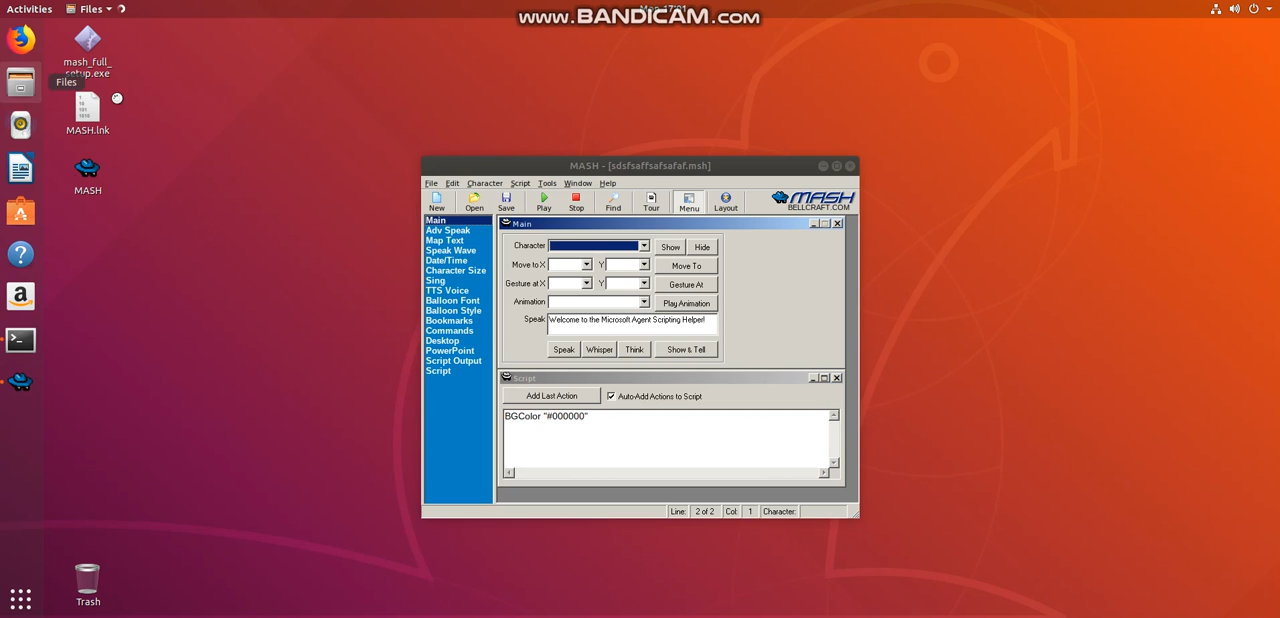 Activities
Files
www.BANDICAM.com
mash_full_
setup.exe
Files
MASH.lnk
MASH
Trash
MASH - [sdsfsaffsafsafaf.msh]
File Edit Character Script Tools Window Help
New Open Save Play Stop Find Tour Menu Layout
MASH
BELLCRAFT.COM
Main
Adv Speak
Map Text
Speak Wave
Date/Time
Character Size
Sing
TTS Voice
Balloon Font
Balloon Style
Bookmarks
Commands
Desktop
PowerPoint
Script Output
Script
Main
Character Show Hide
Move to X Y Move To
Gesture at X Y Gesture At
Animation Play Animation
Speak Welcome to the Microsoft Agent Scripting Helper!
Speak Whisper Think Show & Tell
Script
Add Last Action Auto-Add Actions to Script
BGColor "#000000"
Line: 2 of 2 Col: 1 Character: